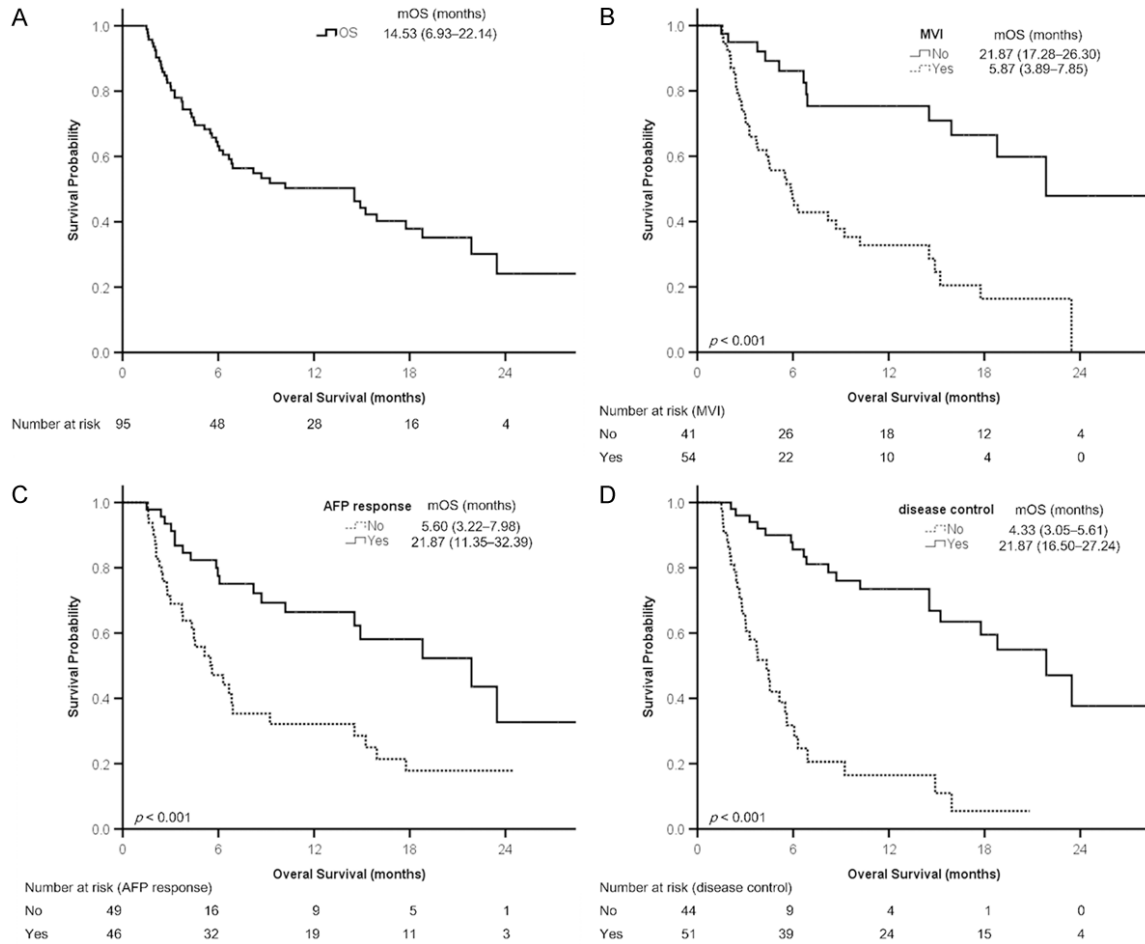 A
mOS (months)
OS 14.53 (6.93–22.14)
1.0
0.8
0.6
0.4
0.2
0.0
Survival Probability
0 6 12 18 24
Overal Survival (months)
Number at risk 95 48 28 16 4
B
MVI mOS (months)
No 21.87 (17.28–26.30)
Yes 5.87 (3.89–7.85)
1.0
0.8
0.6
0.4
0.2
0.0
Survival Probability
p < 0.001
0 6 12 18 24
Overal Survival (months)
Number at risk (MVI)
No 41 26 18 12 4
Yes 54 22 10 4 0
C
AFP response mOS (months)
No 5.60 (3.22–7.98)
Yes 21.87 (11.35–32.39)
1.0
0.8
0.6
0.4
0.2
0.0
Survival Probability
p < 0.001
0 6 12 18 24
Overal Survival (months)
Number at risk (AFP response)
No 49 16 9 5 1
Yes 46 32 19 11 3
D
disease control mOS (months)
No 4.33 (3.05–5.61)
Yes 21.87 (16.50–27.24)
1.0
0.8
0.6
0.4
0.2
0.0
Survival Probability
p < 0.001
0 6 12 18 24
Overal Survival (months)
Number at risk (disease control)
No 44 9 4 1 0
Yes 51 39 24 15 4